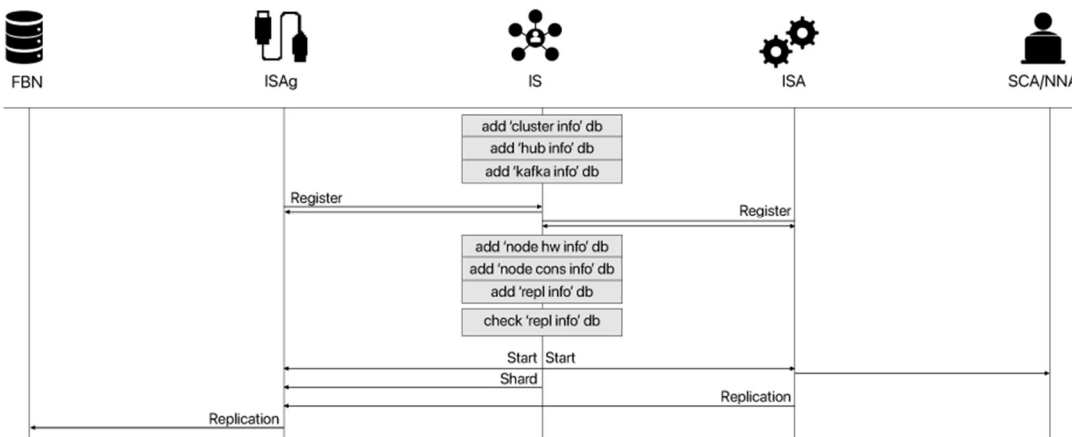 FBN
ISAg
IS
ISA
SCA/NNA
add ‘cluster info’ db
add ‘hub info’ db
add ‘kafka info’ db
Register
Register
add ‘node hw info’ db
add ‘node cons info’ db
add ‘repl info’ db
check ‘repl info’ db
Start Start
Shard
Replication
Replication